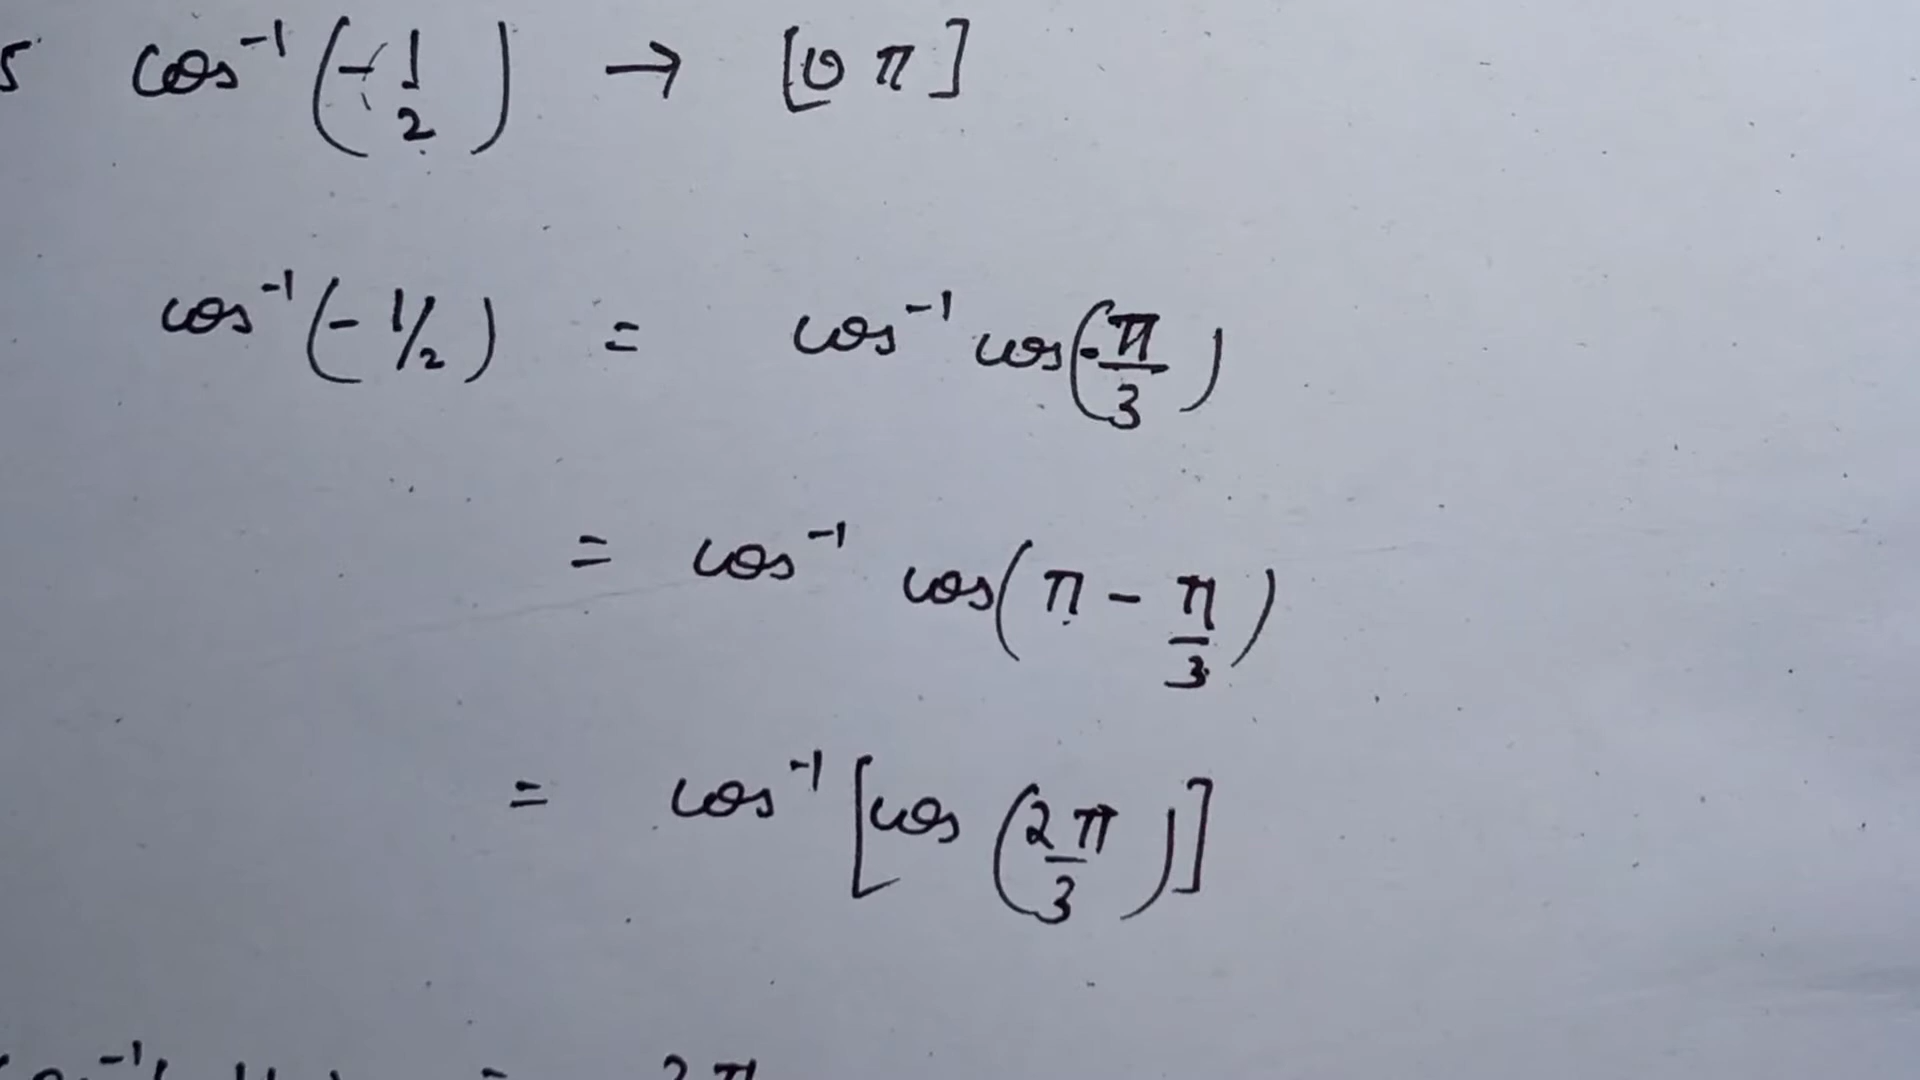 5 cos⁻¹(-1/2) → [0 π]
cos⁻¹(-1/2) = cos⁻¹ cos(-π/3)
= cos⁻¹ cos(π - π/3)
= cos⁻¹[cos(2π/3)]